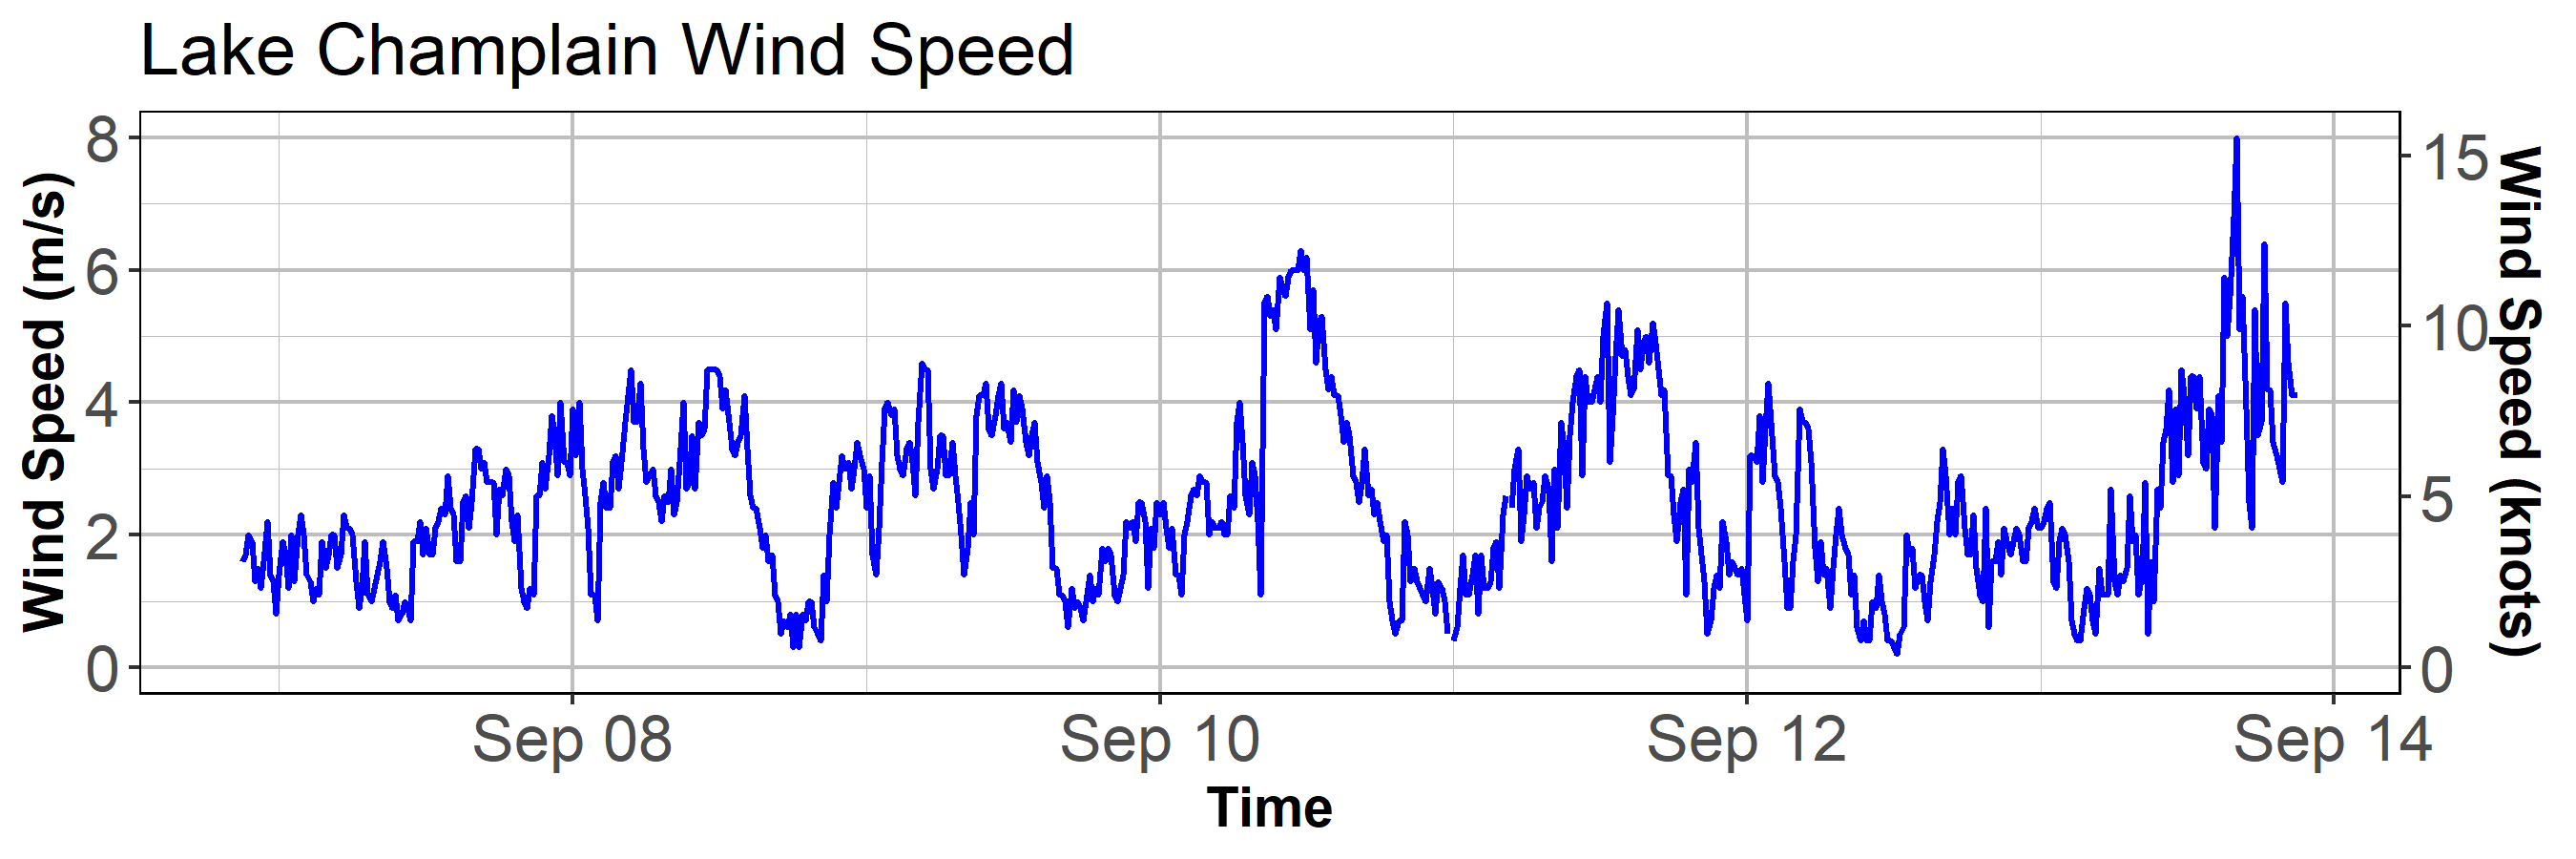 Lake Champlain Wind Speed
Wind Speed (m/s)
8
6
4
2
0
15
10
5
0
Wind Speed (knots)
Sep 08
Sep 10
Sep 12
Sep 14
Time